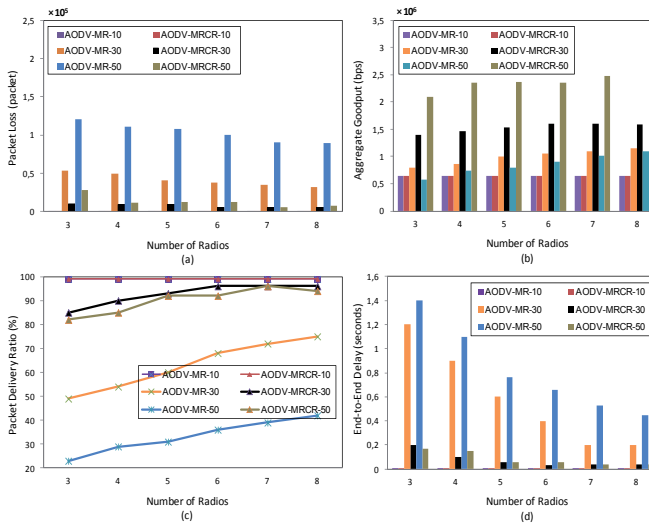 × 10⁵
AODV-MR-10 AODV-MRCR-10
AODV-MR-30 AODV-MRCR-30
AODV-MR-50 AODV-MRCR-50
2,5
2
1,5
1
0,5
0
Packet Loss (packet)
3 4 5 6 7 8
Number of Radios
(a)
× 10⁶
AODV-MR-10 AODV-MRCR-10
AODV-MR-30 AODV-MRCR-30
AODV-MR-50 AODV-MRCR-50
3,5
3
2,5
2
1,5
1
0,5
0
Aggregate Goodput (bps)
3 4 5 6 7 8
Number of Radios
(b)
100
90
80
70
60
50
40
30
20
Packet Delivery Ratio (%)
AODV-MR-10 AODV-MRCR-10
AODV-MR-30 AODV-MRCR-30
AODV-MR-50 AODV-MRCR-50
3 4 5 6 7 8
Number of Radios
(c)
1,6
1,4
1,2
1
0,8
0,6
0,4
0,2
0
End-to-End Delay (seconds)
AODV-MR-10 AODV-MRCR-10
AODV-MR-30 AODV-MRCR-30
AODV-MR-50 AODV-MRCR-50
3 4 5 6 7 8
Number of Radios
(d)